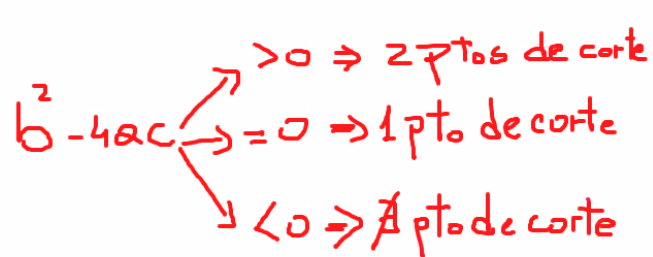 >0 ⇒ 2 ptos de corte
b² - 4ac = 0 ⇒ 1 pto de corte
<0 ⇒ ∄ pto de corte